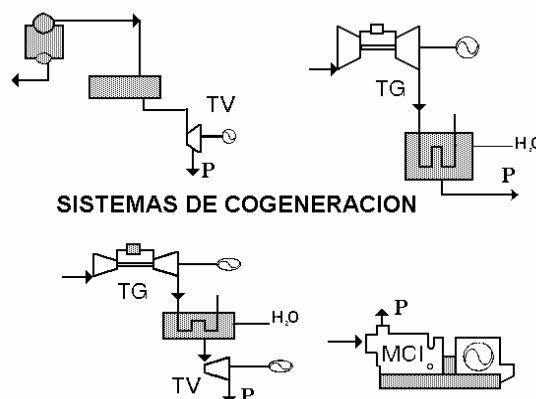 TV
P
TG
H₂O
P
SISTEMAS DE COGENERACION
TG
H₂O
TV
P
P
MCI